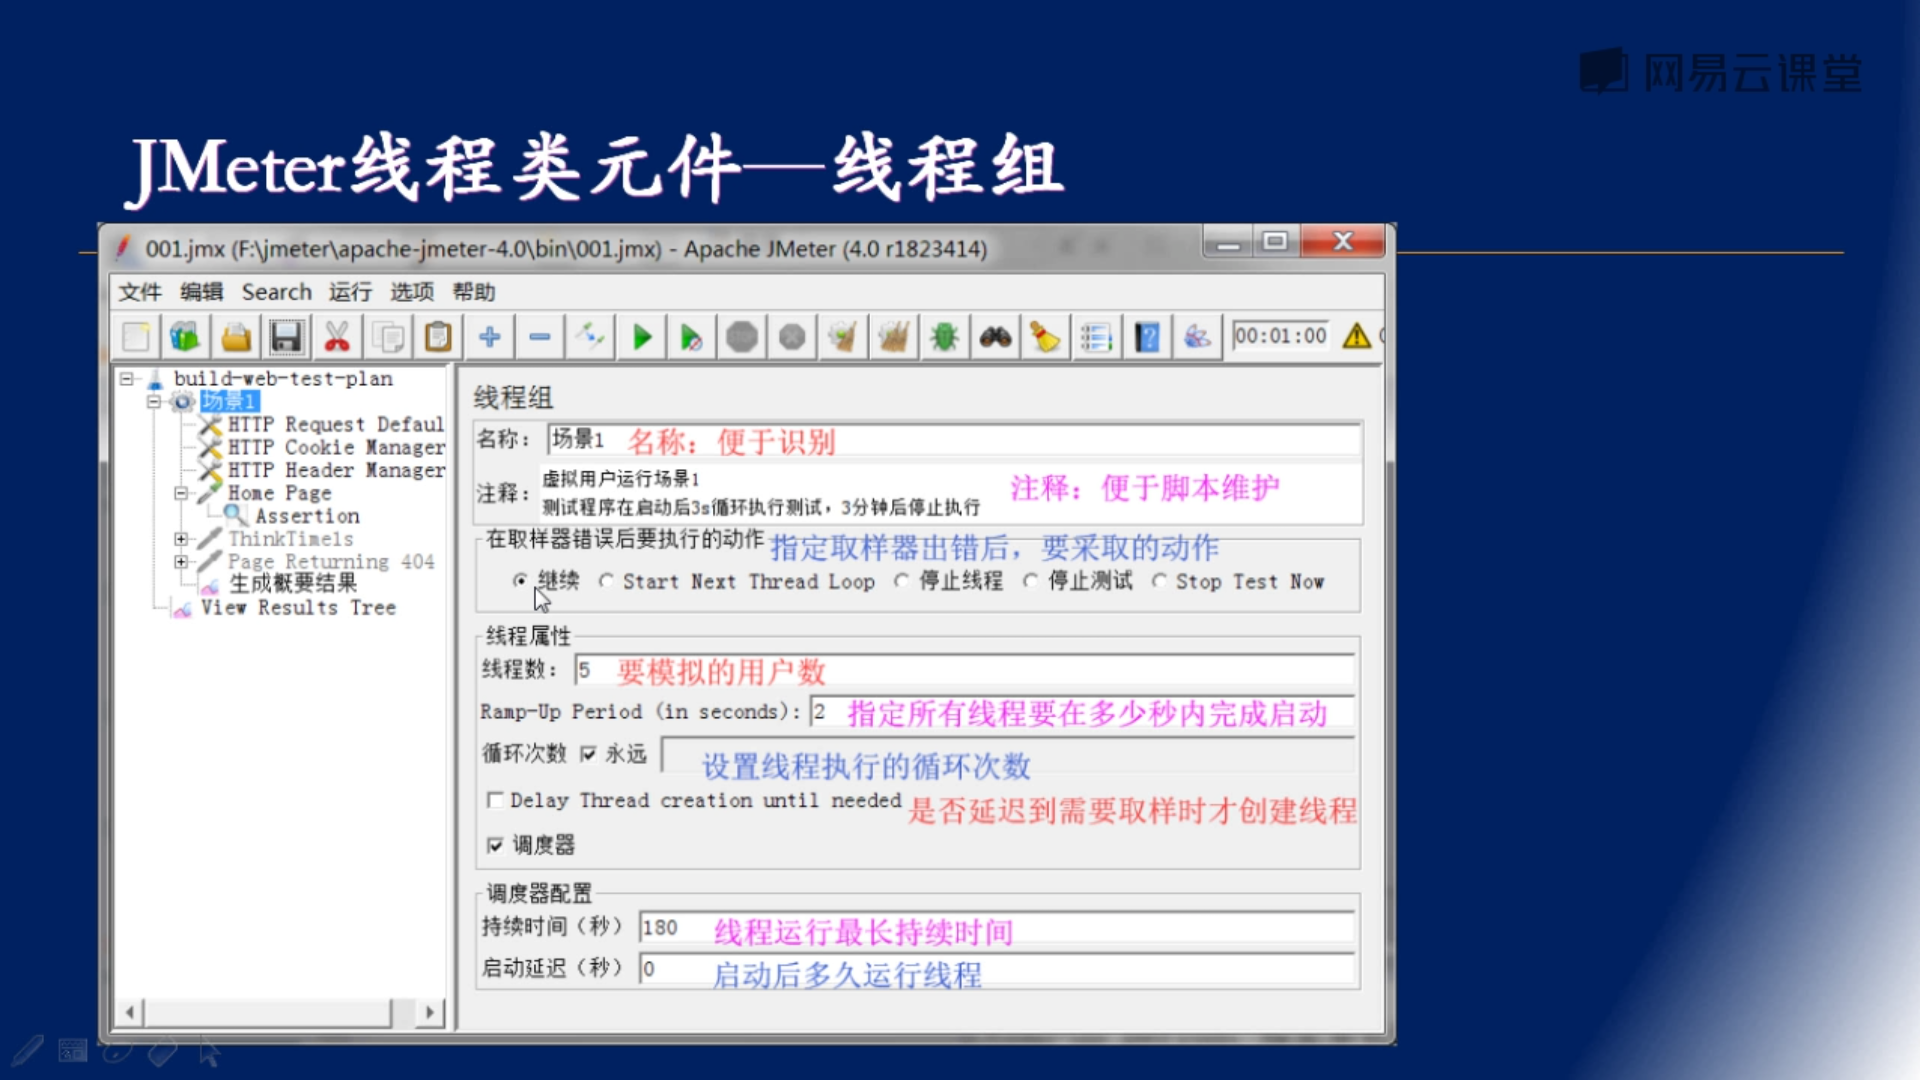 网易云课堂
JMeter线程类元件—线程组
001.jmx (F:\jmeter\apache-jmeter-4.0\bin\001.jmx) - Apache JMeter (4.0 r1823414)
文件 编辑 Search 运行 选项 帮助
00:01:00
build-web-test-plan
场景1
HTTP Request Defaul
HTTP Cookie Manager
HTTP Header Manager
Home Page
Assertion
ThinkTimels
Page Returning 404
生成概要结果
View Results Tree
线程组
名称： 场景1 名称：便于识别
注释： 虚拟用户运行场景1
测试程序在启动后3s循环执行测试，3分钟后停止执行
注释：便于脚本维护
在取样器错误后要执行的动作 指定取样器出错后，要采取的动作
继续 Start Next Thread Loop 停止线程 停止测试 Stop Test Now
线程属性
线程数： 5 要模拟的用户数
Ramp-Up Period (in seconds): 2 指定所有线程要在多少秒内完成启动
循环次数 永远 设置线程执行的循环次数
Delay Thread creation until needed 是否延迟到需要取样时才创建线程
调度器
调度器配置
持续时间（秒） 180 线程运行最长持续时间
启动延迟（秒） 0 启动后多久运行线程